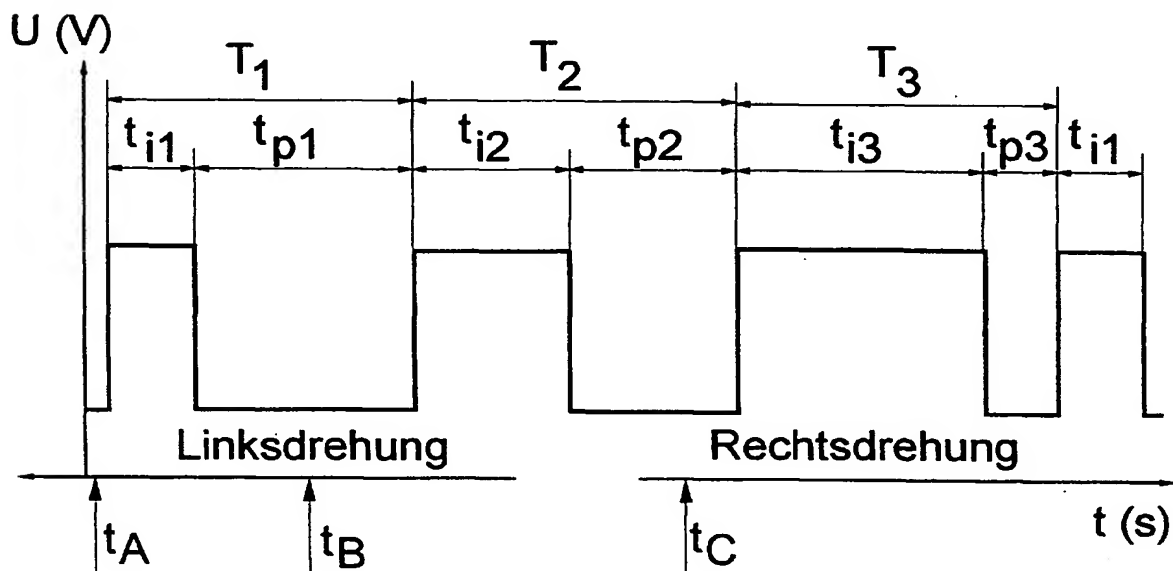 U (V)
T1 T2 T3
ti1 tp1 ti2 tp2 ti3 tp3 ti1
Linksdrehung Rechtsdrehung
tA tB tC t (s)